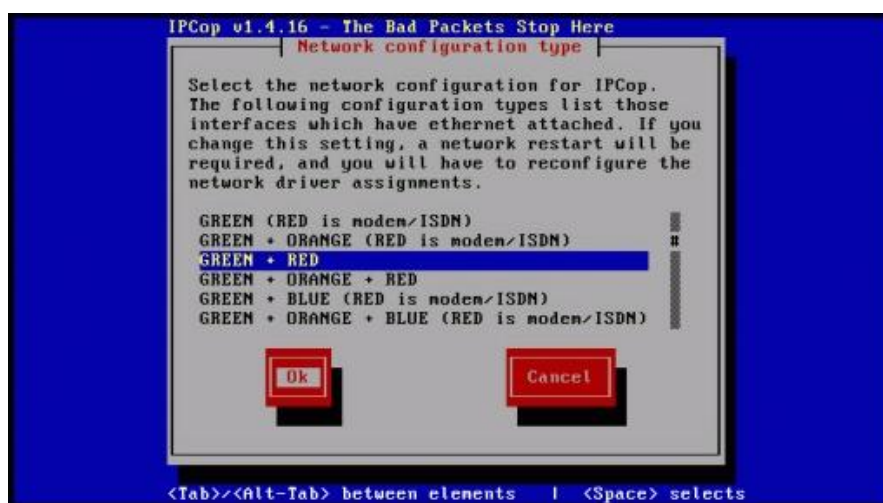 IPCop v1.4.16 - The Bad Packets Stop Here
Network configuration type
Select the network configuration for IPCop.
The following configuration types list those
interfaces which have ethernet attached. If you
change this setting, a network restart will be
required, and you will have to reconfigure the
network driver assignments.
GREEN (RED is modem/ISDN)
GREEN + ORANGE (RED is modem/ISDN)
#
GREEN + RED
GREEN + ORANGE + RED
GREEN + BLUE (RED is modem/ISDN)
GREEN + ORANGE + BLUE (RED is modem/ISDN)
Ok
Cancel
<Tab>/<Alt-Tab> between elements | <Space> selects